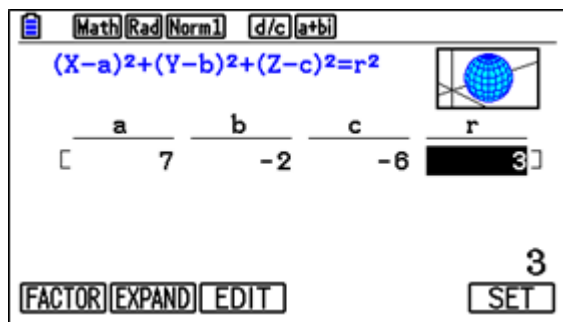 Math Rad Norm1 d/c a+bi
(X-a)²+(Y-b)²+(Z-c)²=r²
a b c r
[ 7 -2 -6 3 ]
3
FACTOR EXPAND EDIT SET